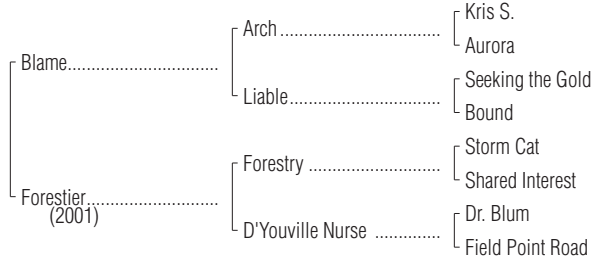 Kris S.
Arch........................................
Aurora
Blame...............................
Seeking the Gold
Liable......................................
Bound
Storm Cat
Forestry ..................................
Shared Interest
Forestier...........................
(2001)
Dr. Blum
D'Youville Nurse .................
Field Point Road